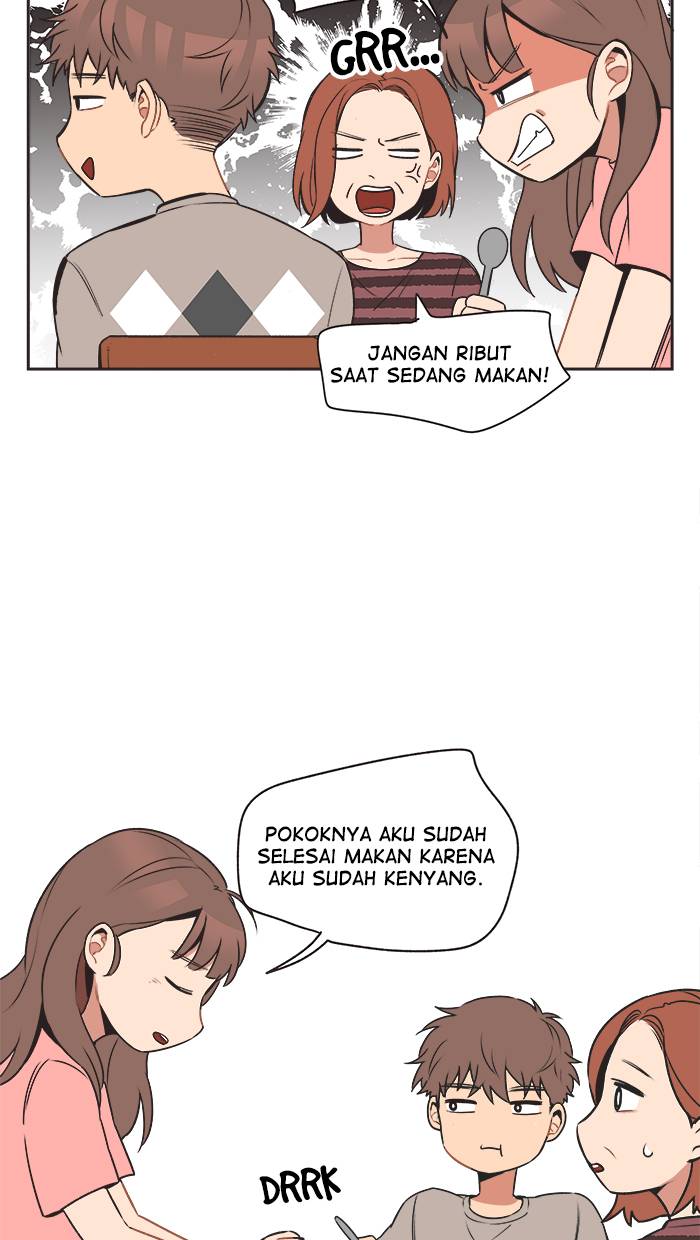 GRR...
JANGAN RIBUT
SAAT SEDANG MAKAN!
POKOKNYA AKU SUDAH
SELESAI MAKAN KARENA
AKU SUDAH KENYANG.
DRRK